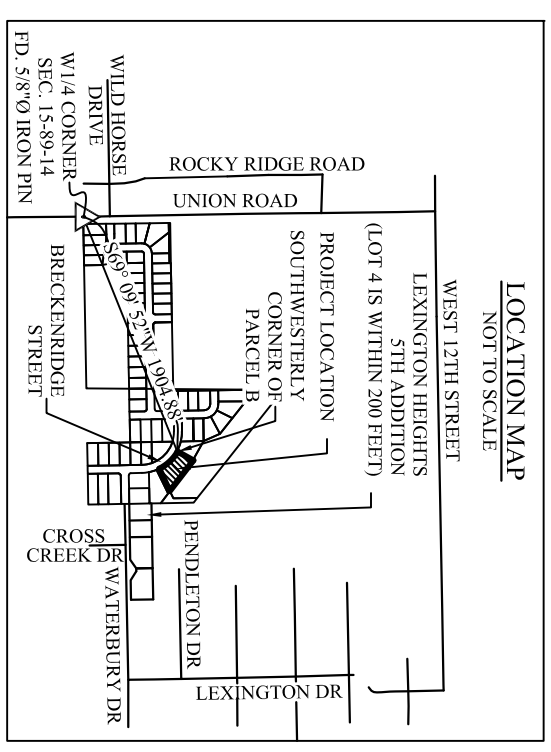 LOCATION MAP
NOT TO SCALE
WEST 12TH STREET
LEXINGTON HEIGHTS
5TH ADDITION
(LOT 4 IS WITHIN 200 FEET)
PROJECT LOCATION
SOUTHWESTERLY
CORNER OF
PARCEL B
ROCKY RIDGE ROAD
UNION ROAD
WILD HORSE
DRIVE
W1/4 CORNER
SEC. 15-89-14
FD. 5/8"Ø IRON PIN
S69° 09' 52"W 1904.88'
BRECKENRIDGE
STREET
PENDLETON DR
CROSS
CREEK DR
WATERBURY DR
LEXINGTON DR